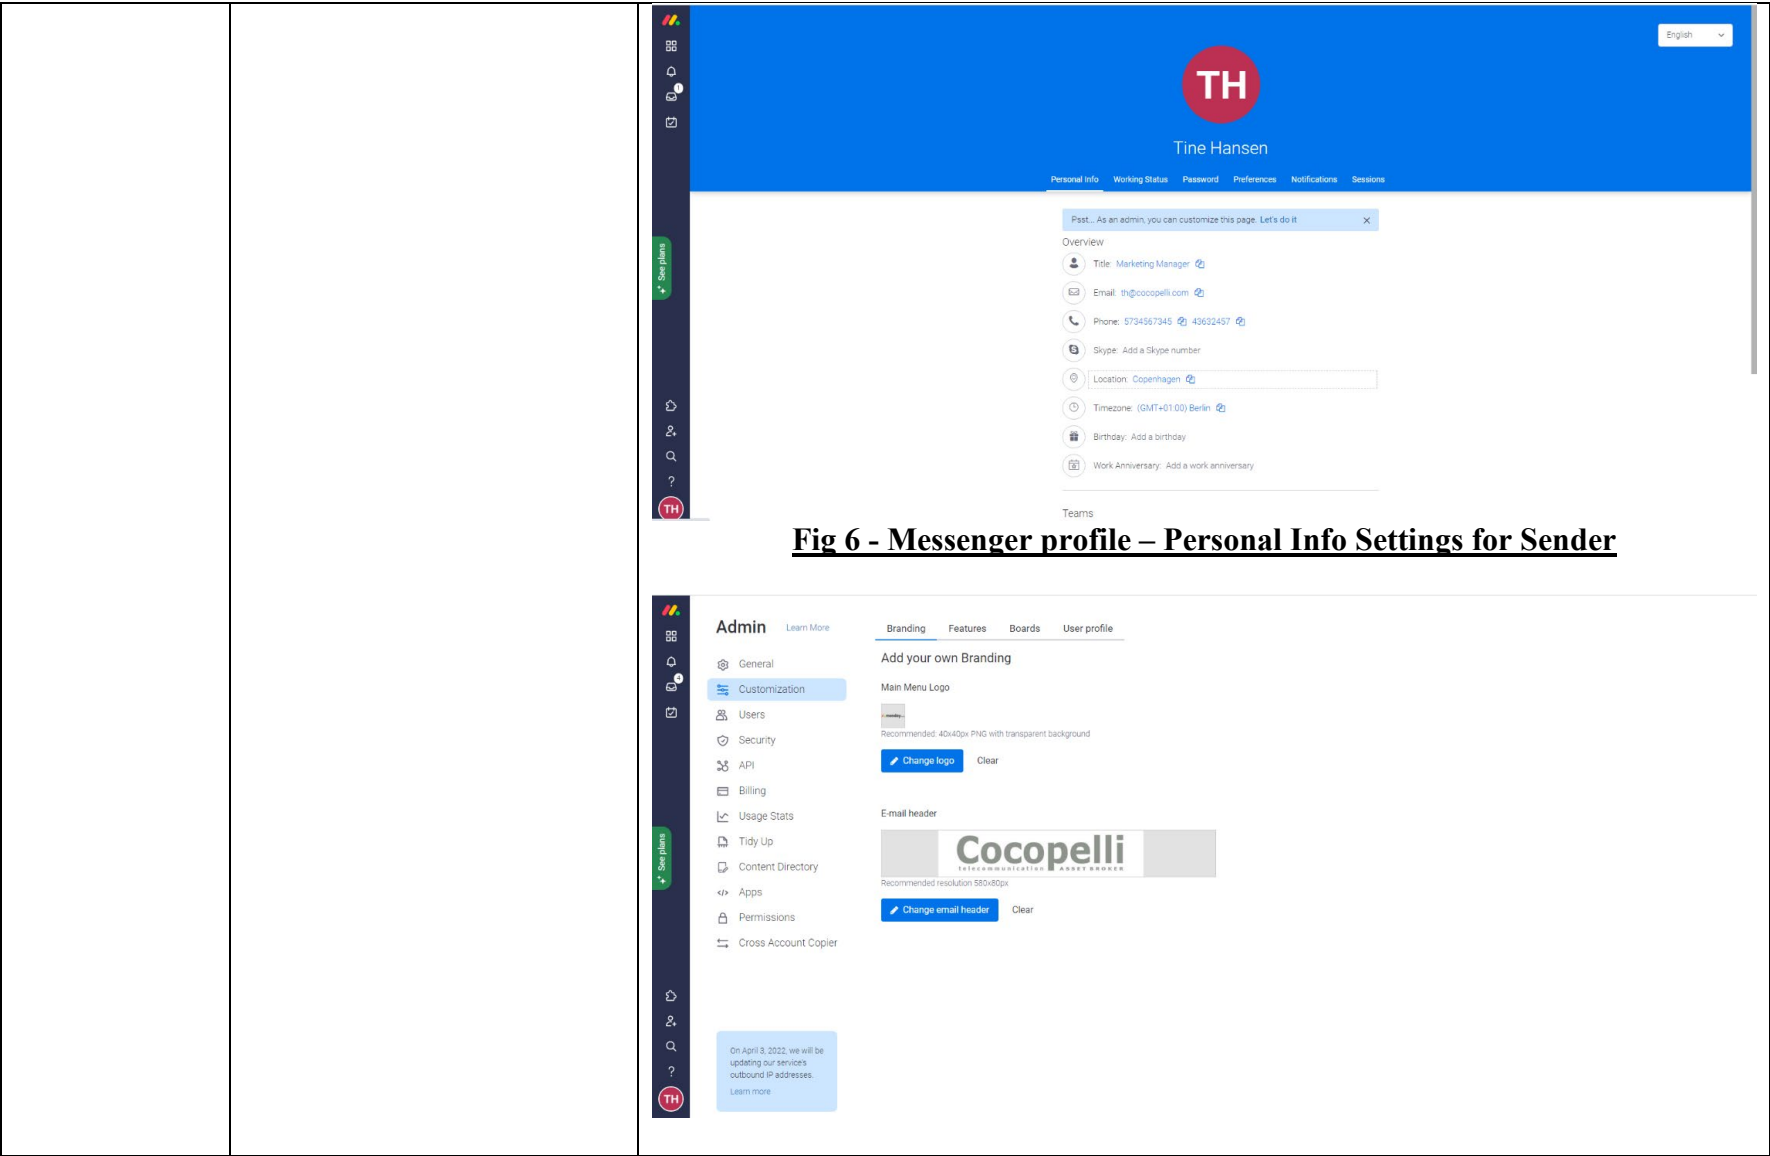 English
1
TH
Tine Hansen
Personal Info Working Status Password Preferences Notifications Sessions
Psst... As an admin, you can customize this page. Let's do it
Overview
Title: Marketing Manager
See plans
Email: th@cocopelli.com
Phone: 5734567345 43632457
Skype: Add a Skype number
Location: Copenhagen
Timezone: (GMT+01:00) Berlin
Birthday: Add a birthday
Work Anniversary: Add a work anniversary
?
TH
Teams
Fig 6 - Messenger profile – Personal Info Settings for Sender
Admin Learn More
Branding Features Boards User profile
4
General
Customization
Users
Security
API
Billing
Usage Stats
Tidy Up
Content Directory
Apps
Permissions
Cross Account Copier
See plans
Add your own Branding
Main Menu Logo
monday
Recommended: 40x40px PNG with transparent background
Change logo Clear
E-mail header
Cocopelli
telecommunication ASSET BROKER
Recommended resolution 580x80px
Change email header Clear
On April 3, 2022, we will be
updating our service's
outbound IP addresses.
Learn more
?
TH